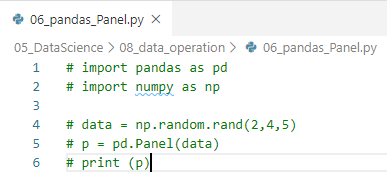 06_pandas_Panel.py ×
05_DataScience > 08_data_operation > 06_pandas_Panel.py
1 # import pandas as pd
2 # import numpy as np
3
4 # data = np.random.rand(2,4,5)
5 # p = pd.Panel(data)
6 # print (p)